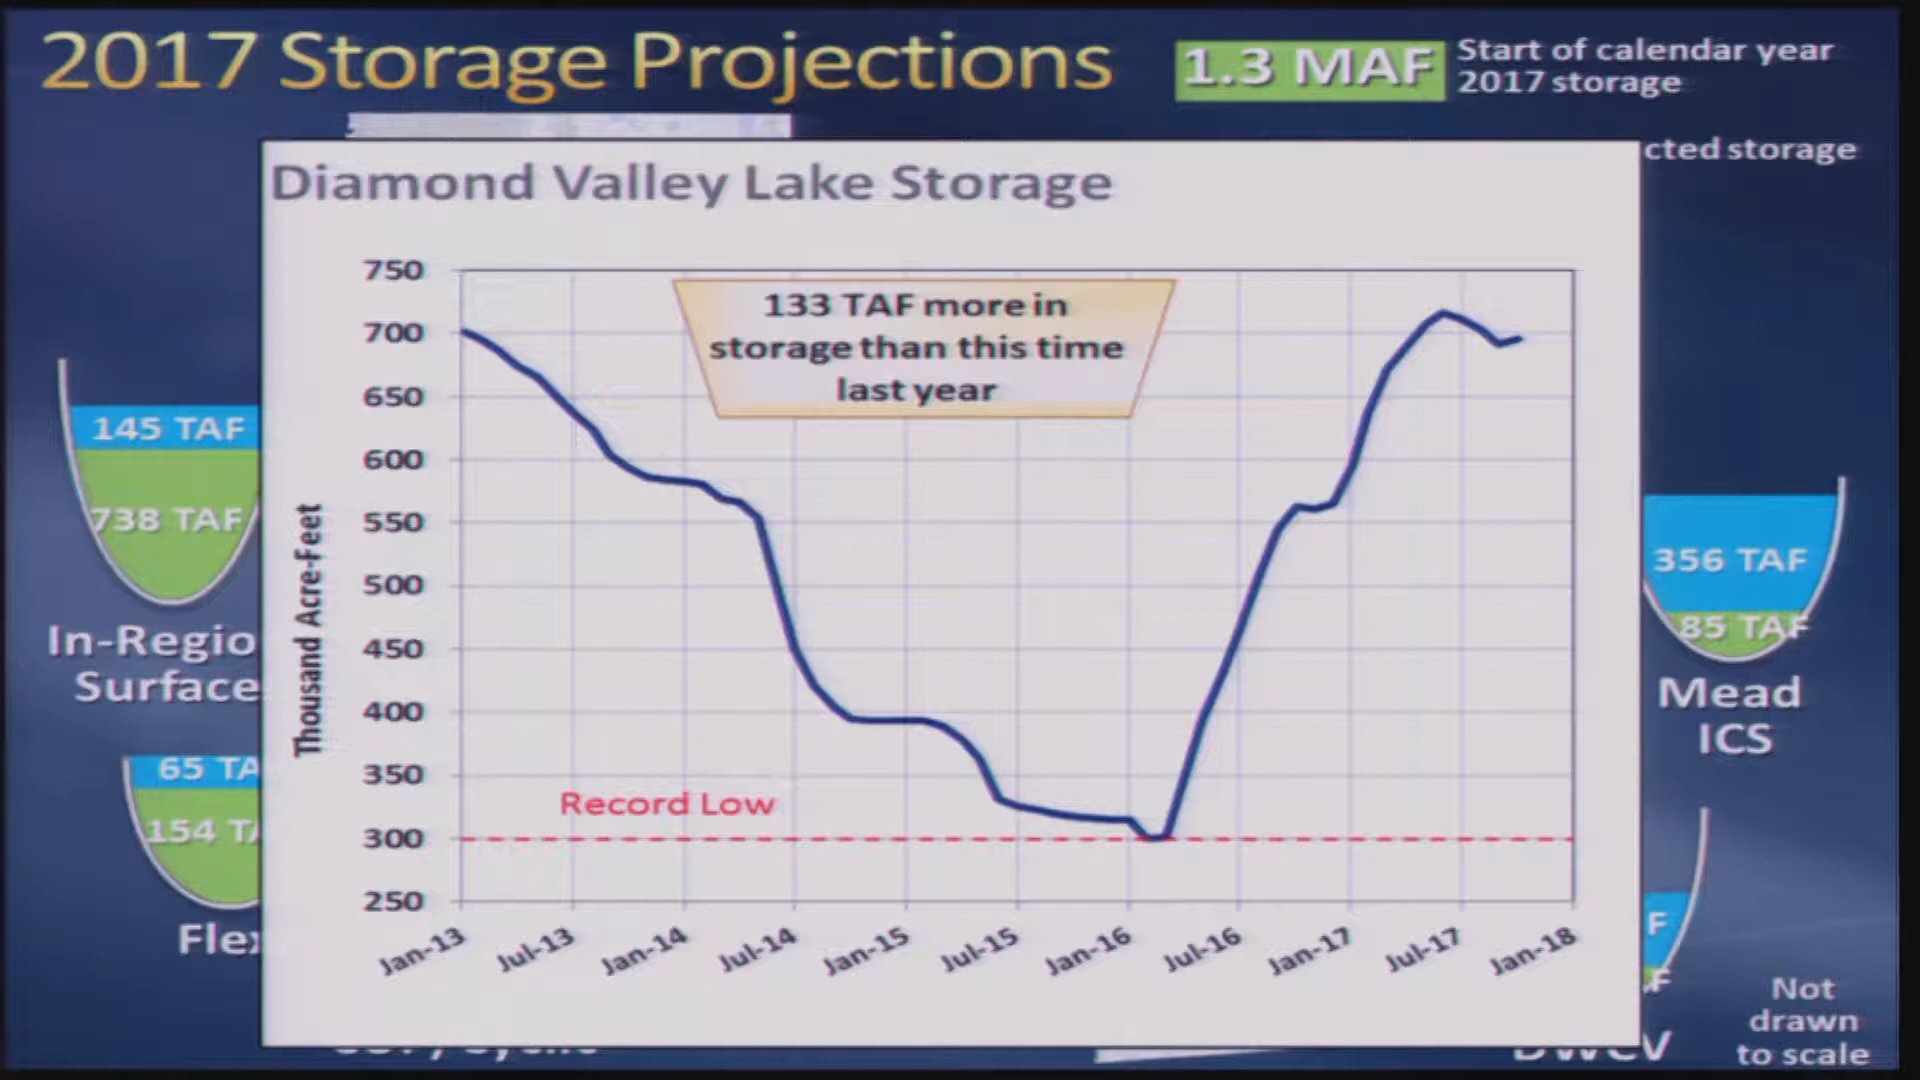 2017 Storage Projections
1.3 MAF
Start of calendar year
2017 storage
cted storage
Diamond Valley Lake Storage
133 TAF more in
storage than this time
last year
Thousand Acre-Feet
750
700
650
600
550
500
450
400
350
300
250
Record Low
Jan-13
Jul-13
Jan-14
Jul-14
Jan-15
Jul-15
Jan-16
Jul-16
Jan-17
Jul-17
Jan-18
145 TAF
738 TAF
In-Regio
Surface
65 TA
154 TA
Flex
356 TAF
85 TAF
Mead
ICS
F
F
DWCV
Not
drawn
to scale